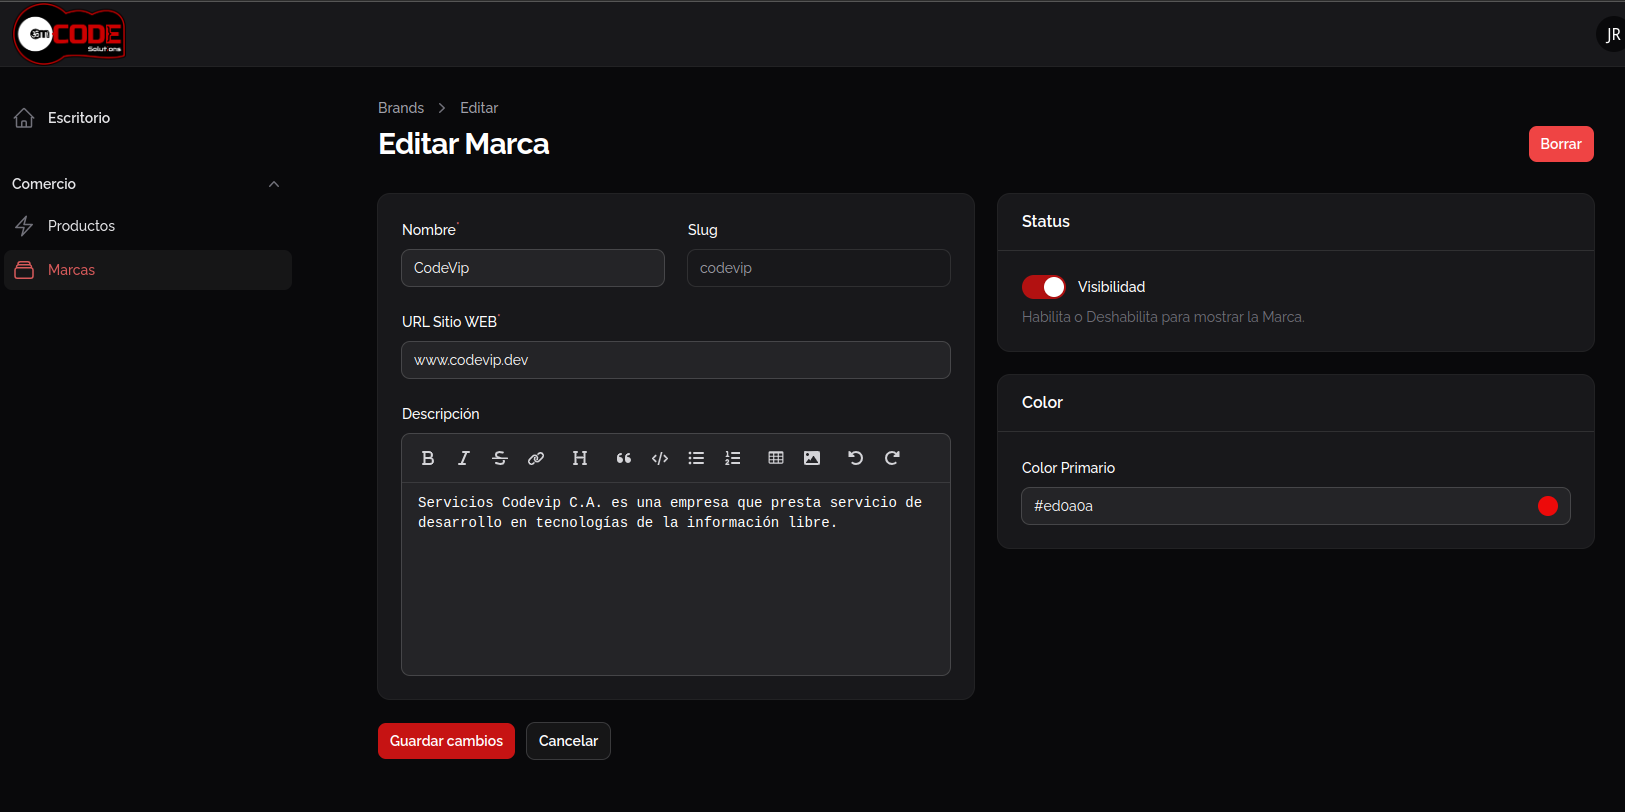 CODE
Solutions
JR
Escritorio
Comercio
Productos
Marcas
Brands > Editar
Editar Marca
Borrar
Nombre*
CodeVip
Slug
codevip
URL Sitio WEB*
www.codevip.dev
Descripción
Servicios Codevip C.A. es una empresa que presta servicio de
desarrollo en tecnologías de la información libre.
Guardar cambios
Cancelar
Status
Visibilidad
Habilita o Deshabilita para mostrar la Marca.
Color
Color Primario
#ed0a0a